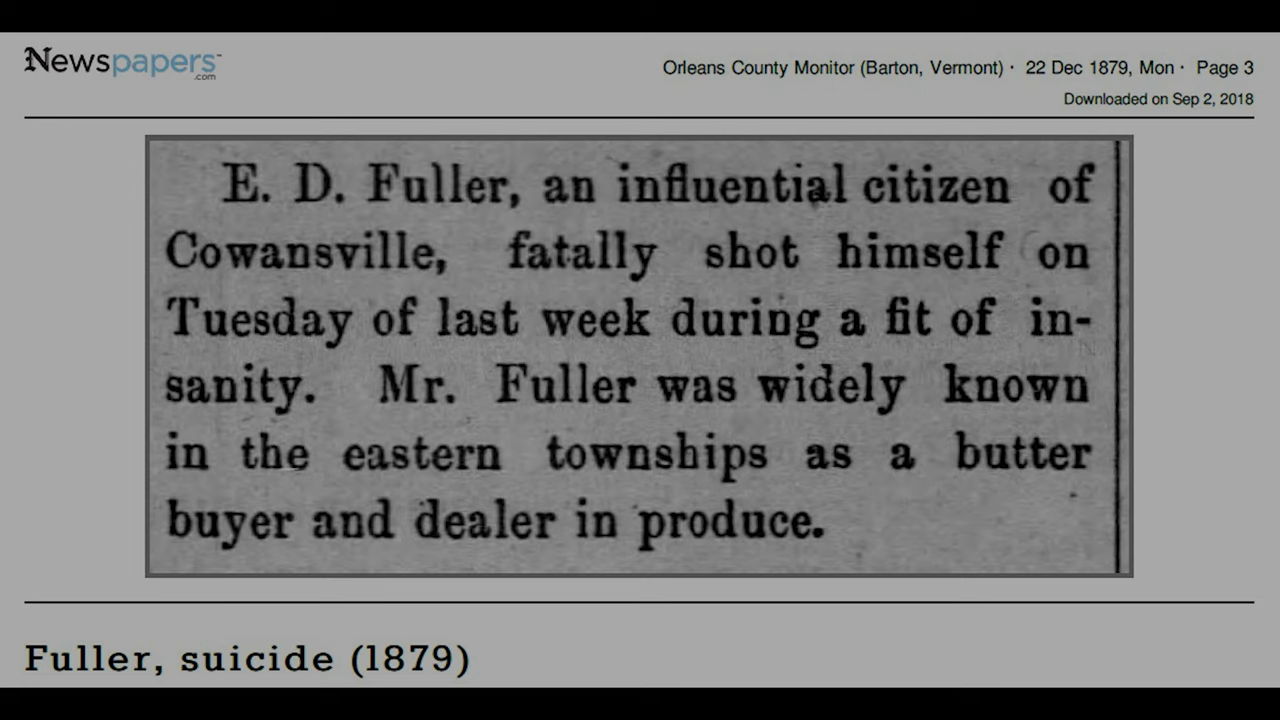 Newspapers™
.com
Orleans County Monitor (Barton, Vermont) · 22 Dec 1879, Mon · Page 3
Downloaded on Sep 2, 2018
E. D. Fuller, an influential citizen of
Cowansville, fatally shot himself on
Tuesday of last week during a fit of in-
sanity. Mr. Fuller was widely known
in the eastern townships as a butter
buyer and dealer in produce.
Fuller, suicide (1879)